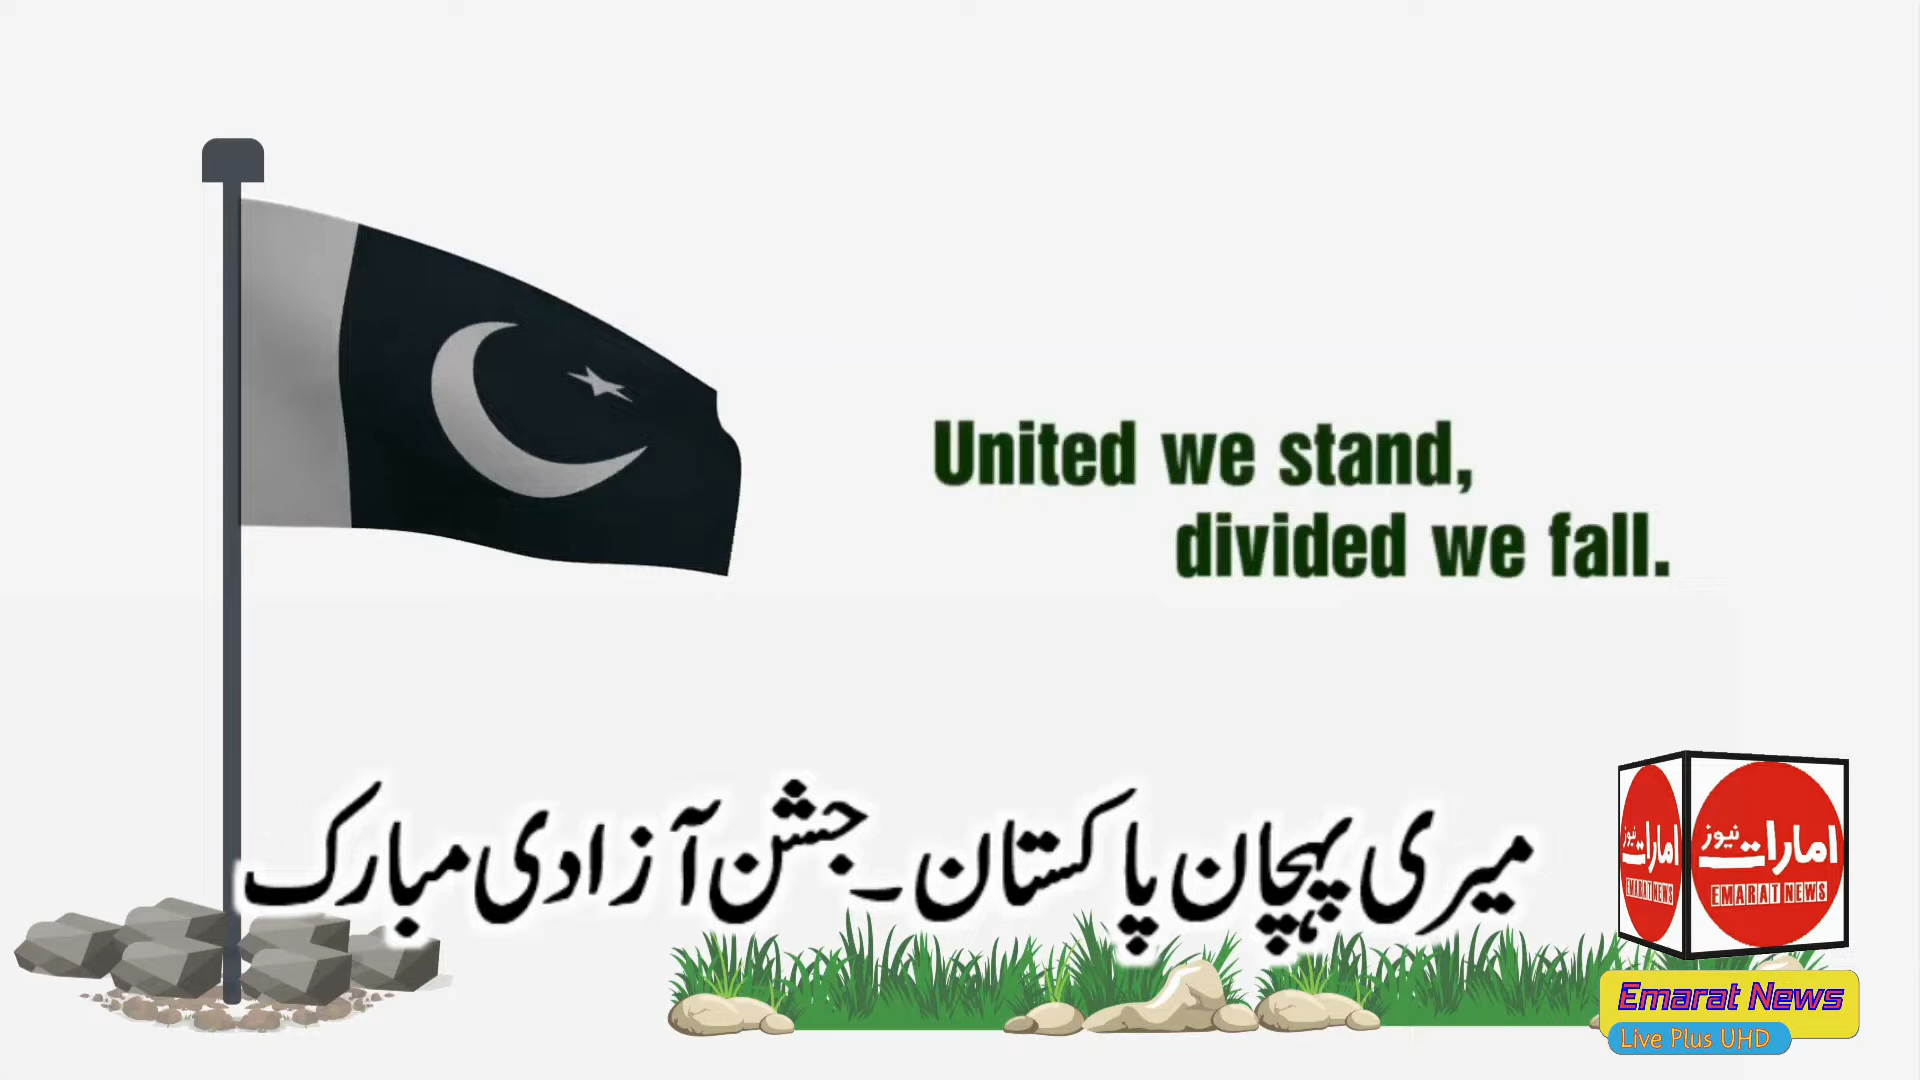 United we stand,
divided we fall.
میری پہچان پاکستان ۔ جشن آزادی مبارک
امارات نیوز
EMARAT NEWS
امارات نیوز
EMARAT NEWS
Emarat News
Live Plus UHD